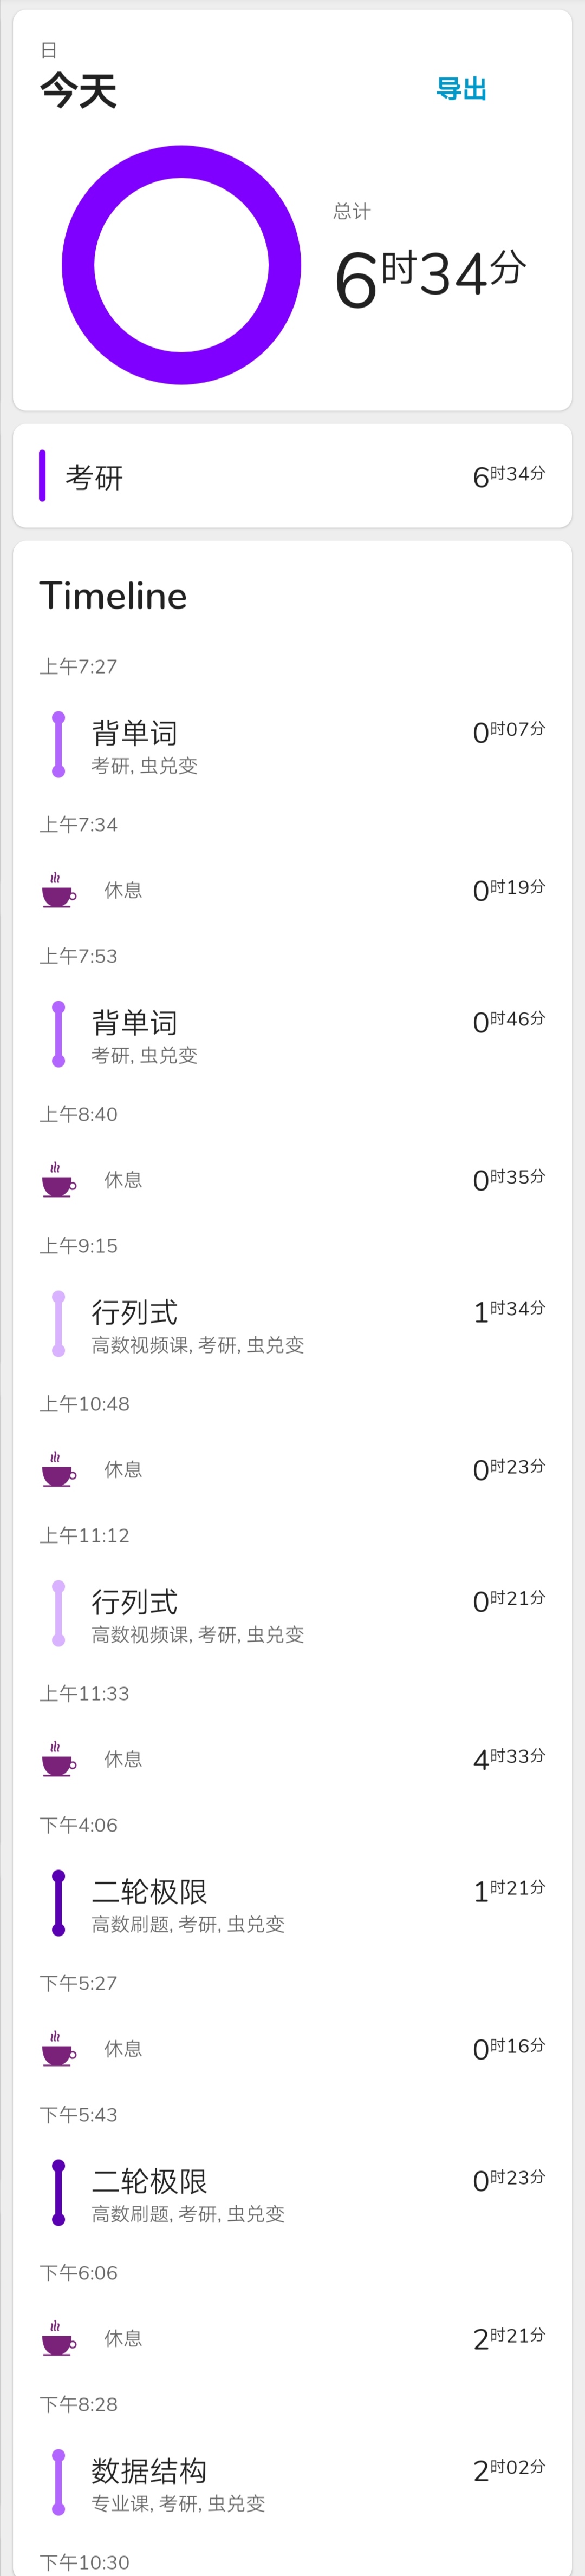 日
今天
导出
总计
6时34分
考研 6时34分
Timeline
上午7:27
背单词 0时07分
考研, 虫兑变
上午7:34
休息 0时19分
上午7:53
背单词 0时46分
考研, 虫兑变
上午8:40
休息 0时35分
上午9:15
行列式 1时34分
高数视频课, 考研, 虫兑变
上午10:48
休息 0时23分
上午11:12
行列式 0时21分
高数视频课, 考研, 虫兑变
上午11:33
休息 4时33分
下午4:06
二轮极限 1时21分
高数刷题, 考研, 虫兑变
下午5:27
休息 0时16分
下午5:43
二轮极限 0时23分
高数刷题, 考研, 虫兑变
下午6:06
休息 2时21分
下午8:28
数据结构 2时02分
专业课, 考研, 虫兑变
下午10:30